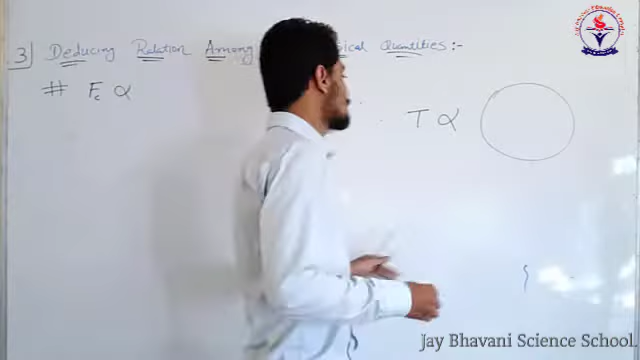 3] Deducing Relation Among ical Quantities:-
# Fc ∝
T ∝
Jay Bhavani Science School.